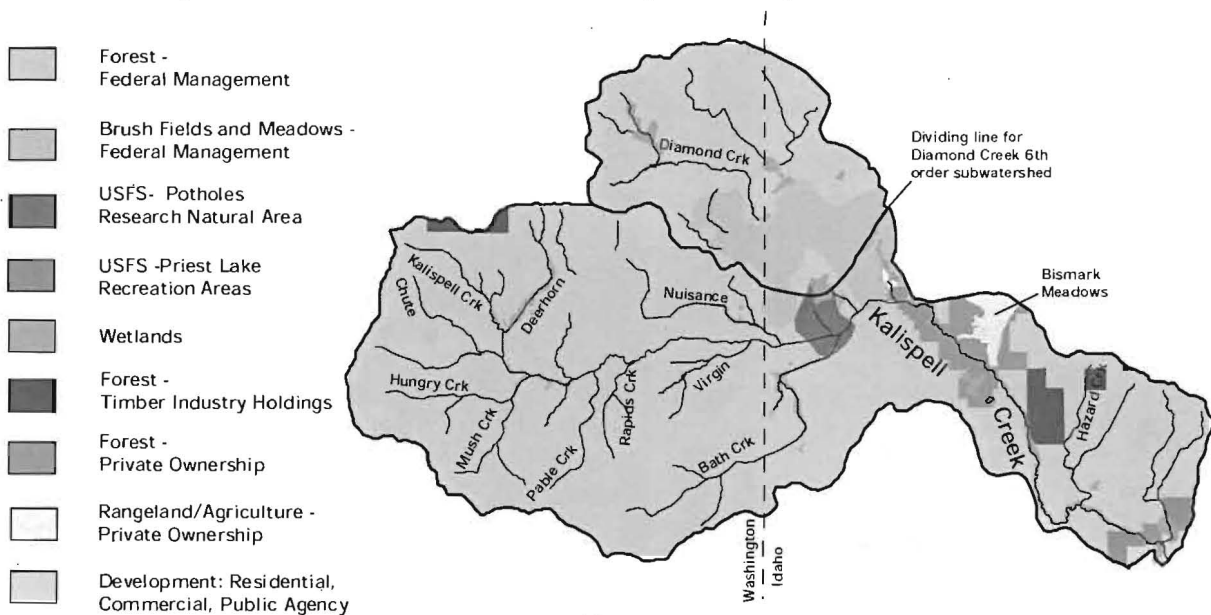 Forest -
Federal Management
Brush Fields and Meadows -
Federal Management
USFS- Potholes
Research Natural Area
USFS -Priest Lake
Recreation Areas
Wetlands
Forest -
Timber Industry Holdings
Forest -
Private Ownership
Rangeland/Agriculture -
Private Ownership
Development: Residential,
Commercial, Public Agency
Diamond Crk
Dividing line for
Diamond Creek 6th
order subwatershed
Bismark
Meadows
Kalispell Crk
Chute
Deerhorn
Nuisance
Kalispell
Creek
Hungry Crk
Mush Crk
Pable Crk
Rapids Crk
Virgin
Bath Crk
Hazard Crk
Washington
Idaho